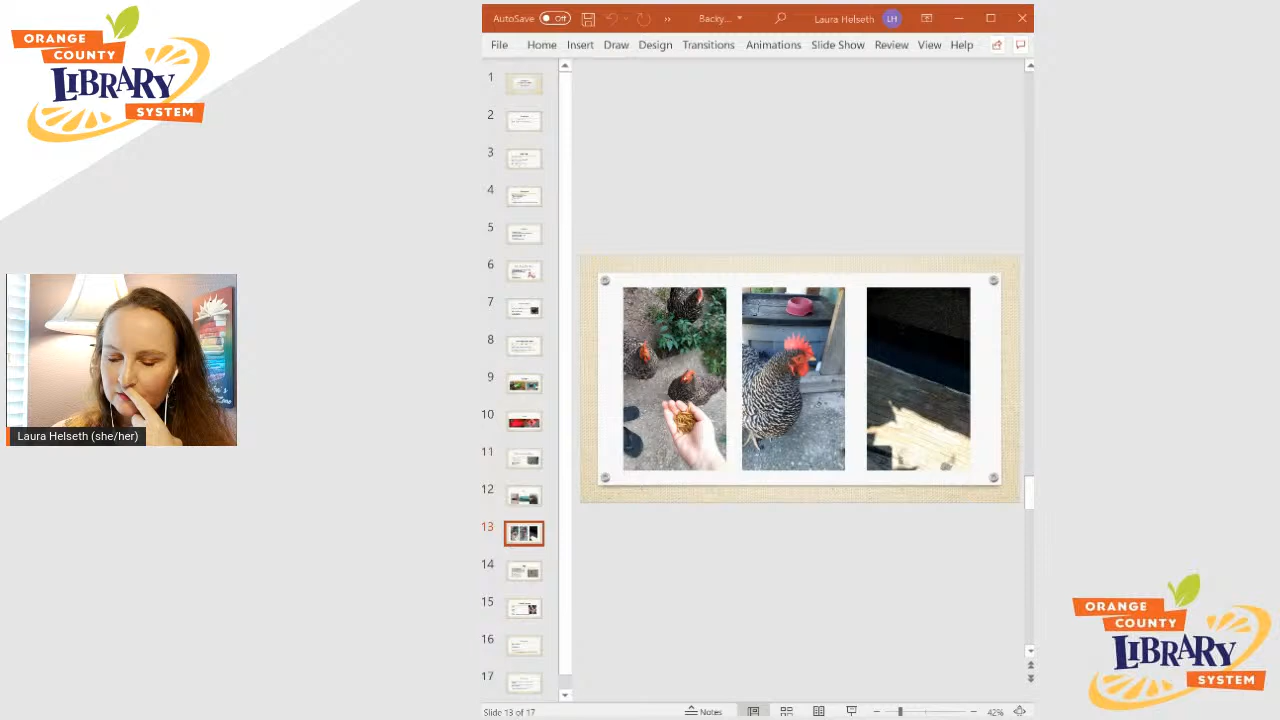 ORANGE
COUNTY
LIBRARY
SYSTEM
Laura Helseth (she/her)
AutoSave Off Backy... Laura Helseth LH
File Home Insert Draw Design Transitions Animations Slide Show Review View Help
1
2
3
4
5
6
7
8
9
10
11
12
13
14
15
16
17
Slide 13 of 17 Notes 42%
ORANGE
COUNTY
LIBRARY
SYSTEM